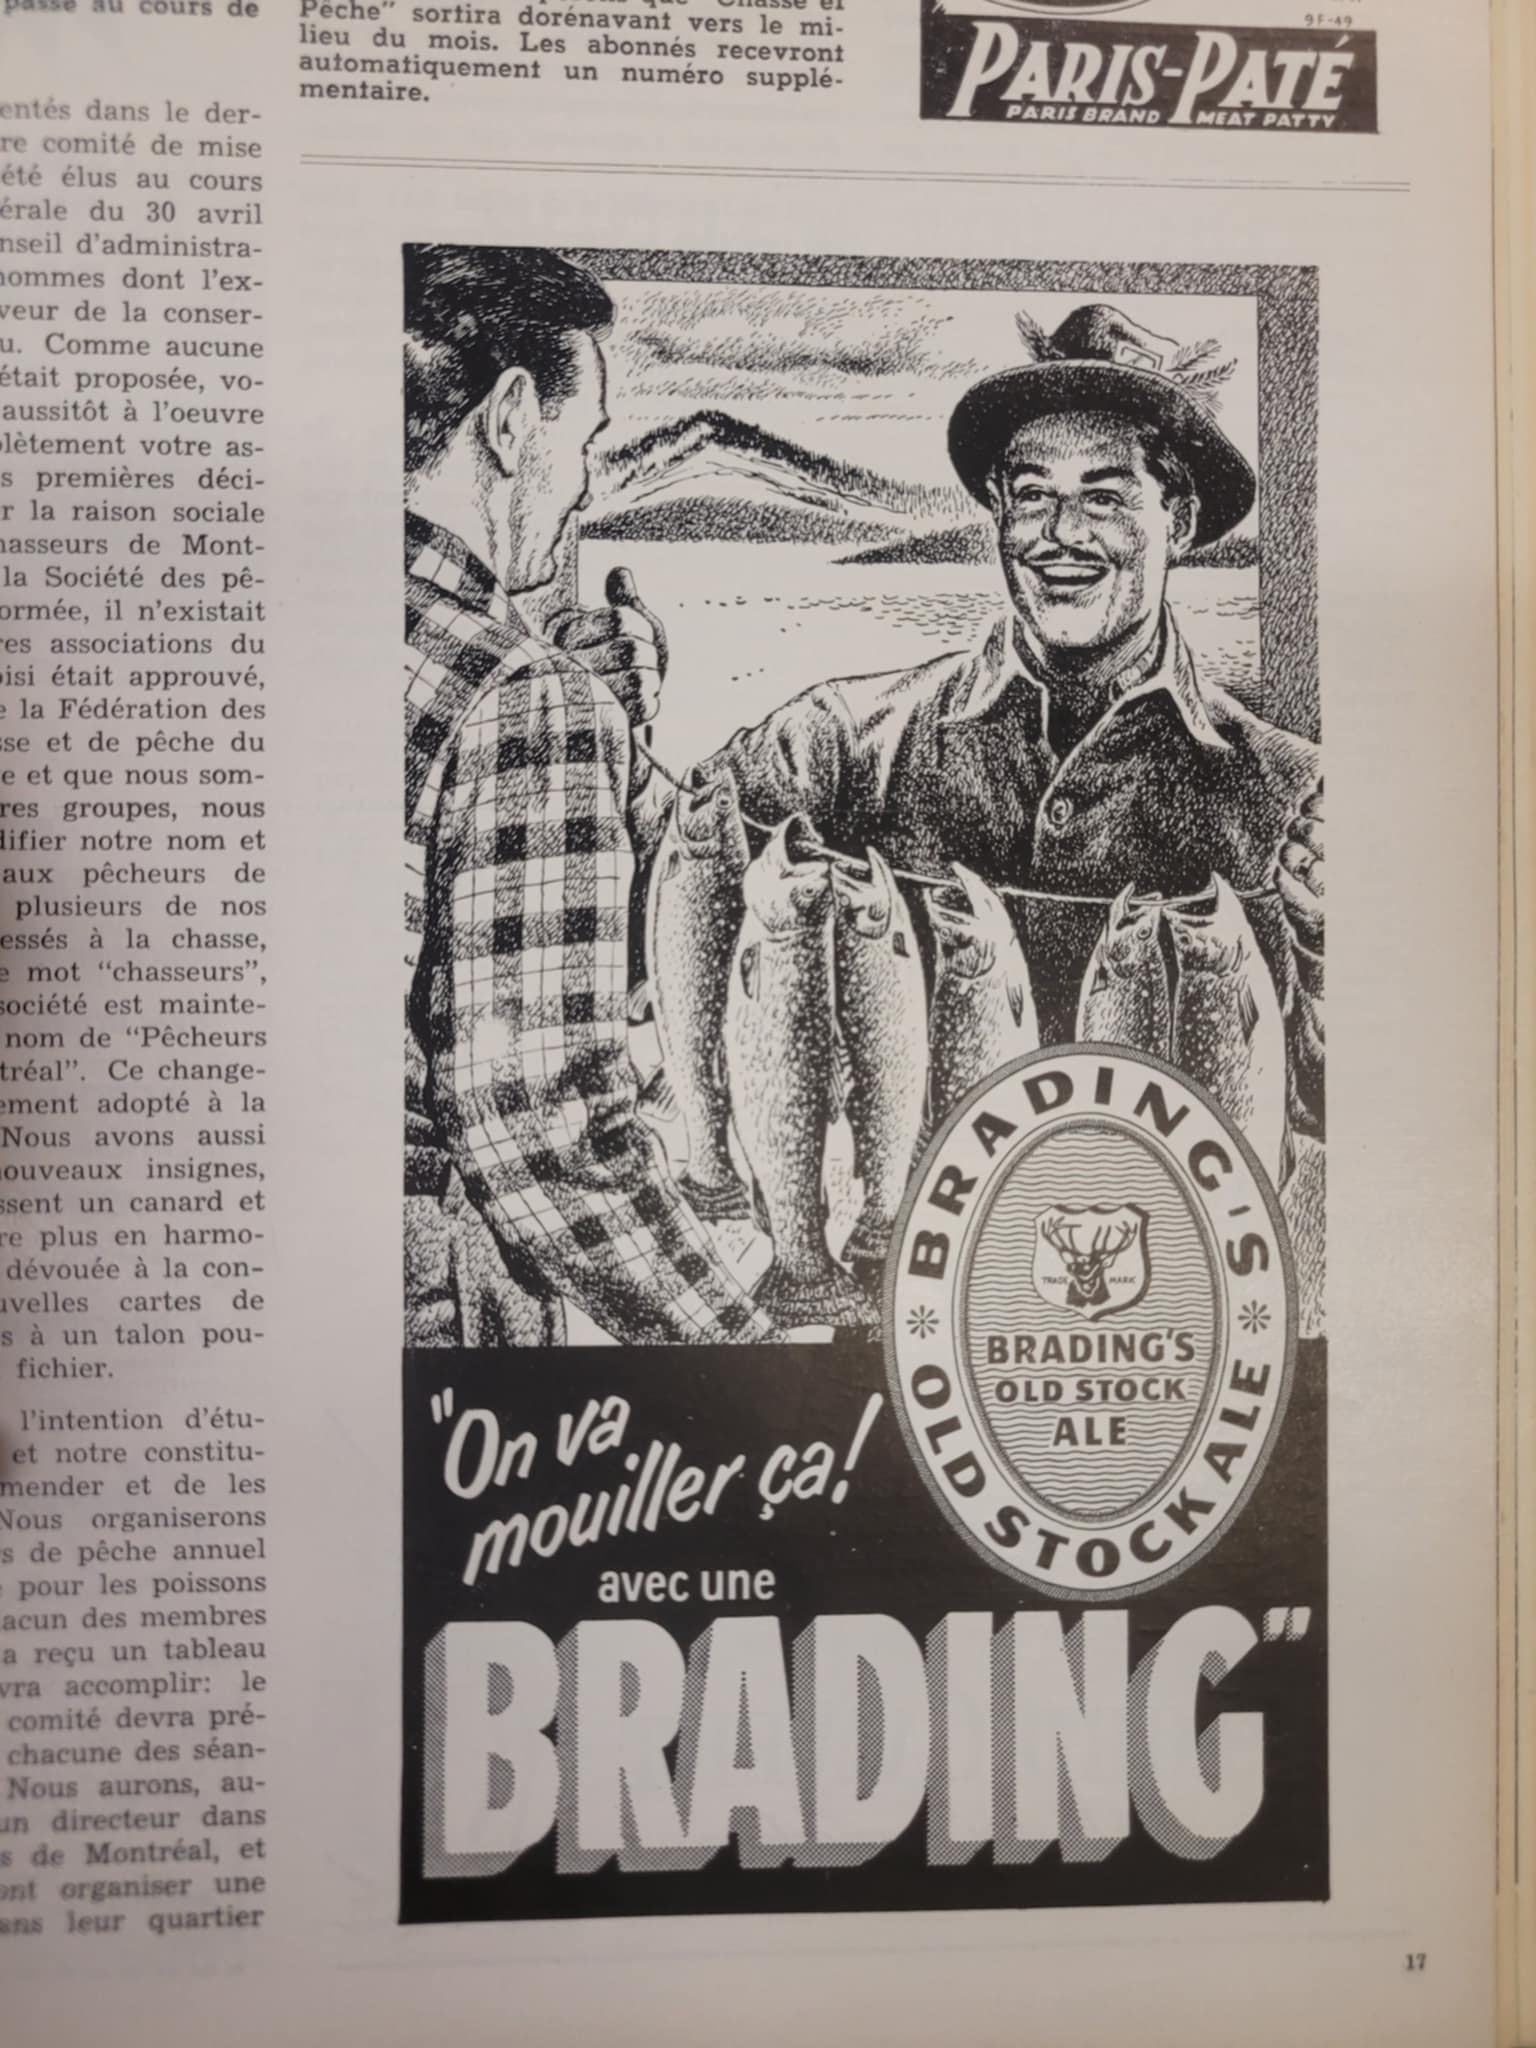 passé au cours de
entés dans le der-
re comité de mise
été élus au cours
érale du 30 avril
nseil d'administra-
hommes dont l'ex-
veur de la conser-
u. Comme aucune
était proposée, vo-
aussitôt à l'oeuvre
plètement votre as-
s premières déci-
r la raison sociale
hasseurs de Mont-
la Société des pê-
ormée, il n'existait
res associations du
oisi était approuvé,
e la Fédération des
sse et de pêche du
e et que nous som-
res groupes, nous
difier notre nom et
aux pêcheurs de
plusieurs de nos
essés à la chasse,
e mot "chasseurs",
société est mainte-
nom de "Pêcheurs
tréal". Ce change-
ement adopté à la
Nous avons aussi
nouveaux insignes,
ssent un canard et
re plus en harmo-
dévouée à la con-
uvelles cartes de
s à un talon pou-
fichier.
l'intention d'étu-
et notre constitu-
mender et de les
Nous organiserons
s de pêche annuel
pour les poissons
hacun des membres
a reçu un tableau
vra accomplir: le
comité devra pré-
chacune des séan-
Nous aurons, au-
un directeur dans
s de Montréal, et
ont organiser une
ans leur quartier
que "Chasse et
Pêche" sortira dorénavant vers le mi-
lieu du mois. Les abonnés recevront
automatiquement un numéro supplé-
mentaire.
9F-49
PARIS-PATÉ
PARIS BRAND MEAT PATTY
BRADING'S
OLD STOCK ALE
TRADE MARK
BRADING'S
OLD STOCK
ALE
"On va
mouiller ça!
avec une
BRADING"
17